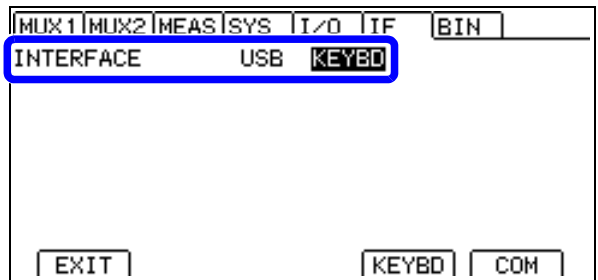 MUX1 MUX2 MEAS SYS I/O IF BIN
INTERFACE USB KEYBD
EXIT KEYBD COM